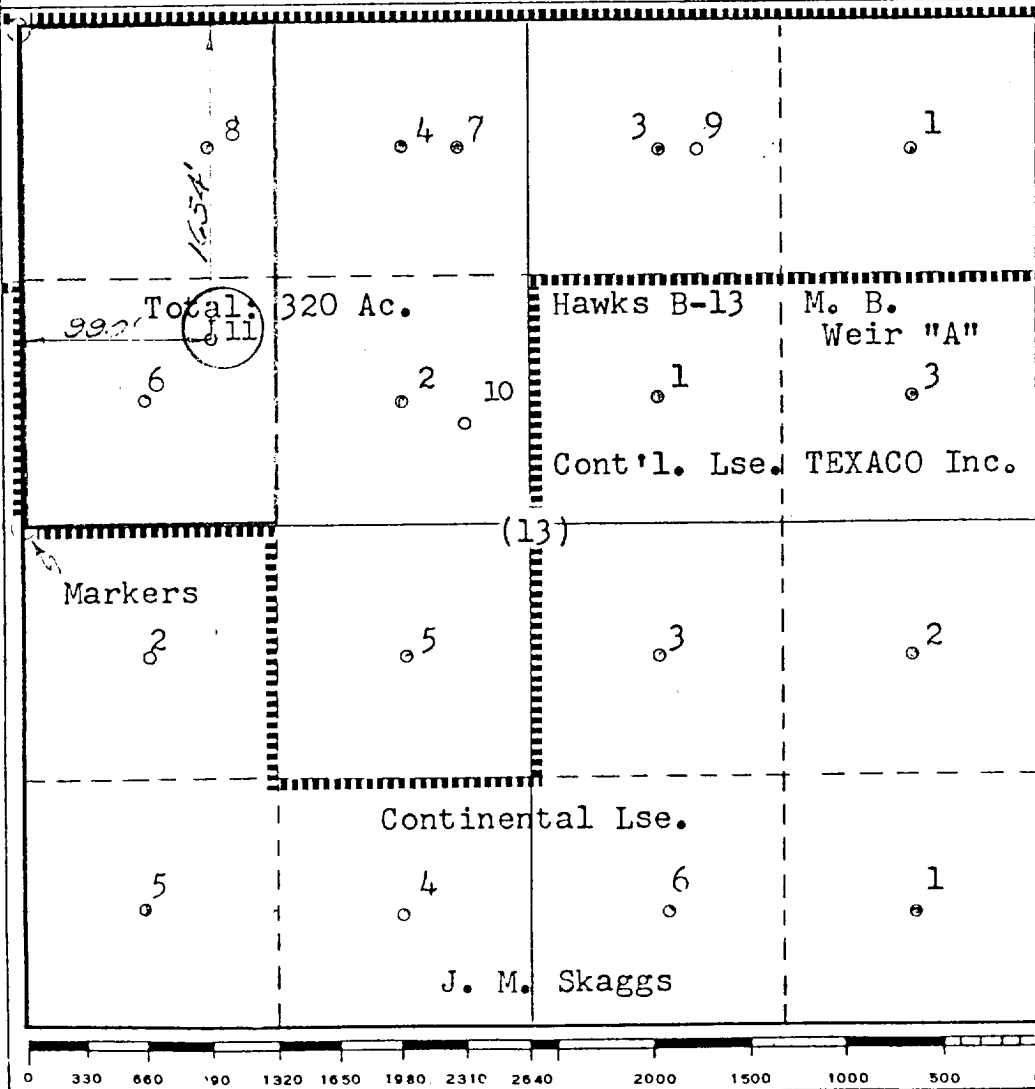 8 4 7 3 9 1
1654'
Total: 320 Ac. Hawks B-13 M. B.
990' 11 Weir "A"
6 2 10 1 3
Cont'l. Lse. TEXACO Inc.
(13)
Markers
2 5 3 2
Continental Lse.
5 4 6 1
J. M. Skaggs
0 330 660 990 1320 1650 1980 2310 2640 2000 1500 1000 500